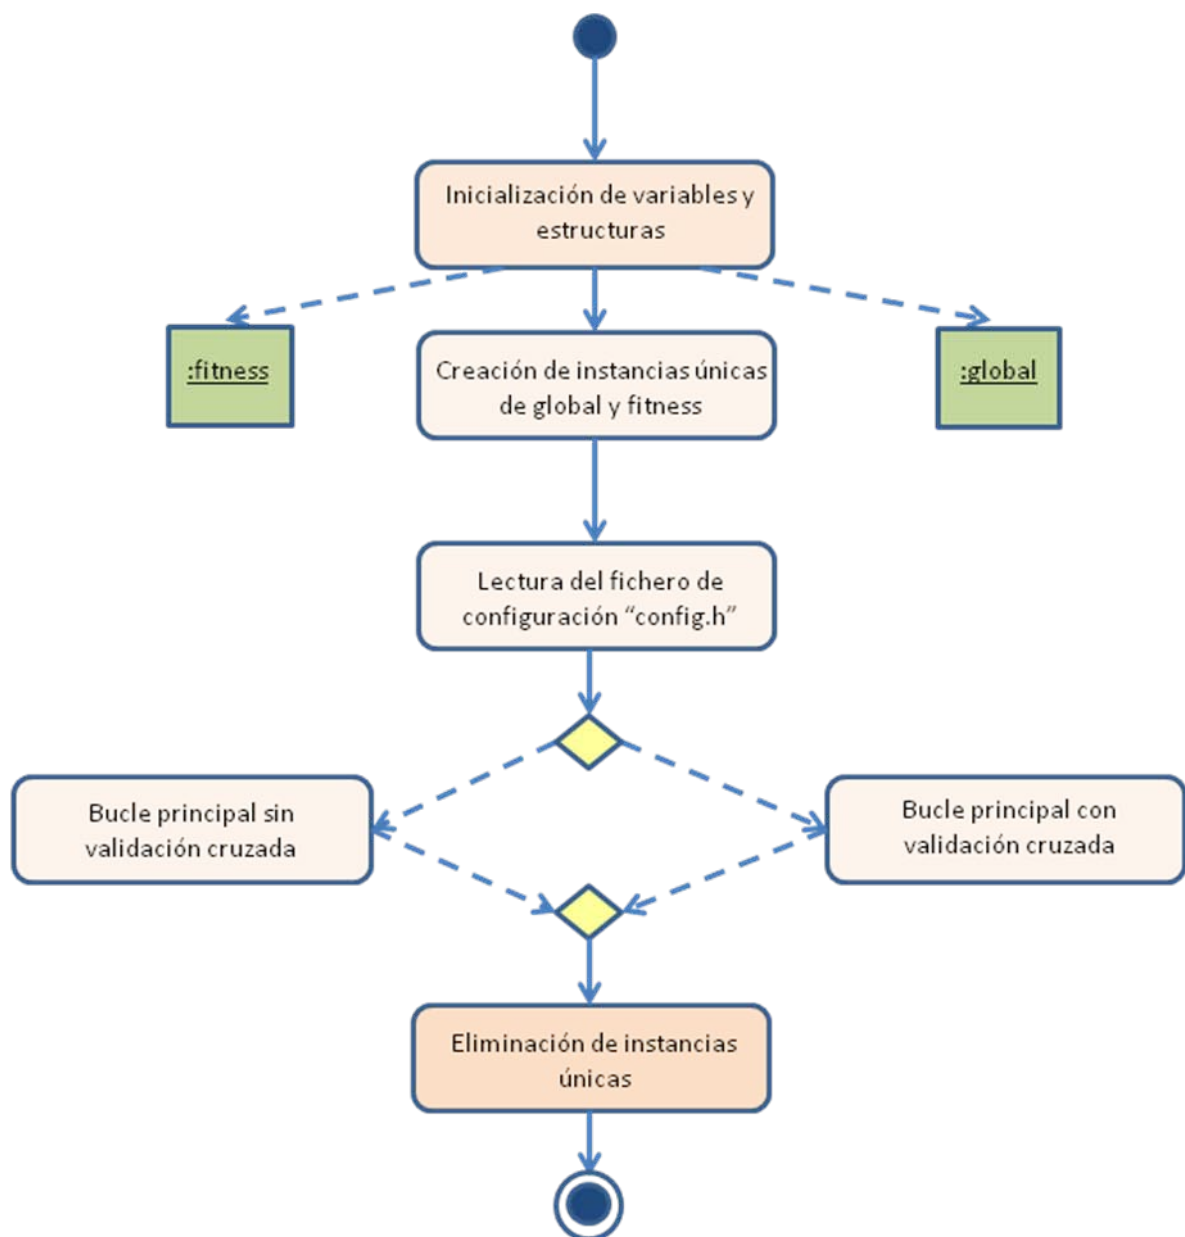 Inicialización de variables y
estructuras
:fitness
Creación de instancias únicas
de global y fitness
:global
Lectura del fichero de
configuración “config.h”
Bucle principal sin
validación cruzada
Bucle principal con
validación cruzada
Eliminación de instancias
únicas